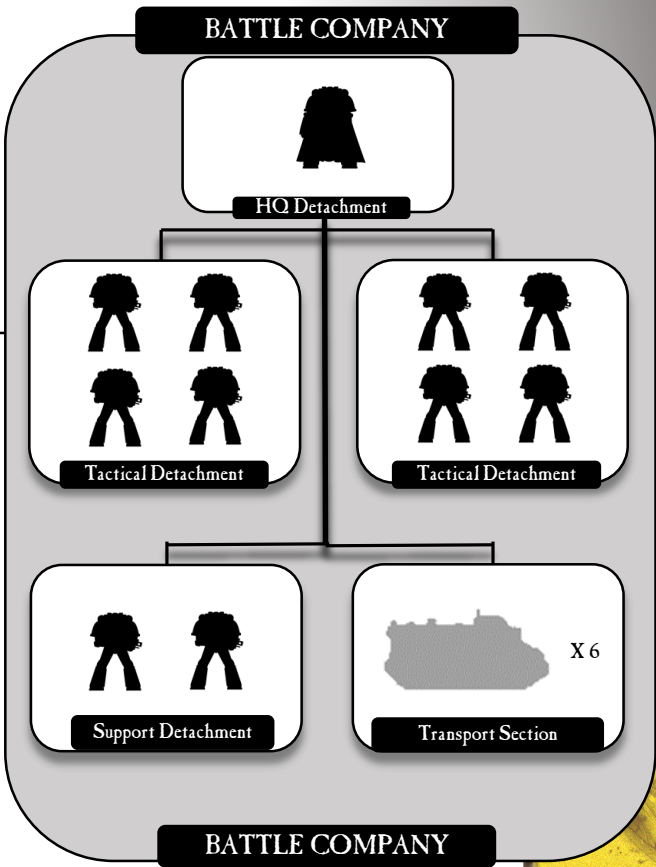 BATTLE COMPANY
HQ Detachment
Tactical Detachment
Tactical Detachment
X 6
Support Detachment
Transport Section
BATTLE COMPANY